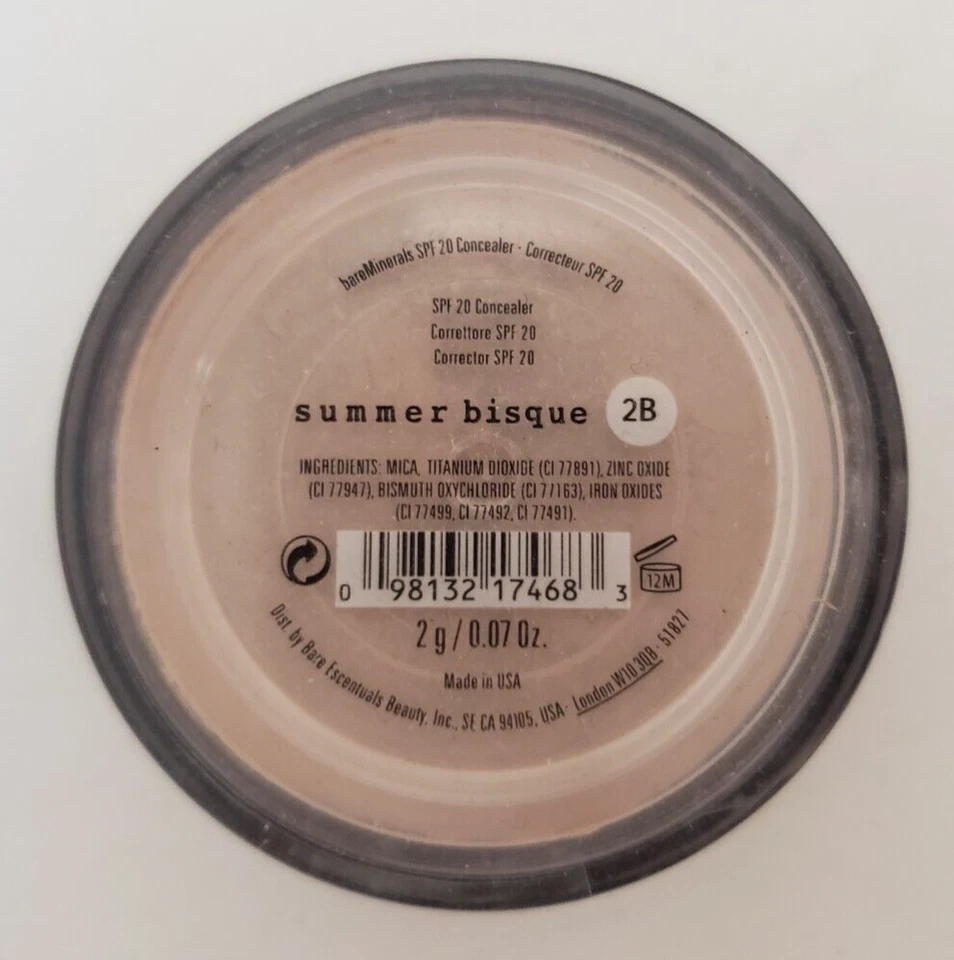 bareMinerals SPF 20 Concealer · Correcteur SPF 20
SPF 20 Concealer
Correttore SPF 20
Corrector SPF 20
summer bisque 2B
INGREDIENTS: MICA, TITANIUM DIOXIDE (CI 77891), ZINC OXIDE
(CI 77947), BISMUTH OXYCHLORIDE (CI 77163), IRON OXIDES
(CI 77499, CI 77492, CI 77491).
12M
0 98132 17468 3
2 g / 0.07 Oz.
Made in USA
Dist. by Bare Escentuals Beauty, Inc., SF CA 94105, USA · London W10 3QB · 51827